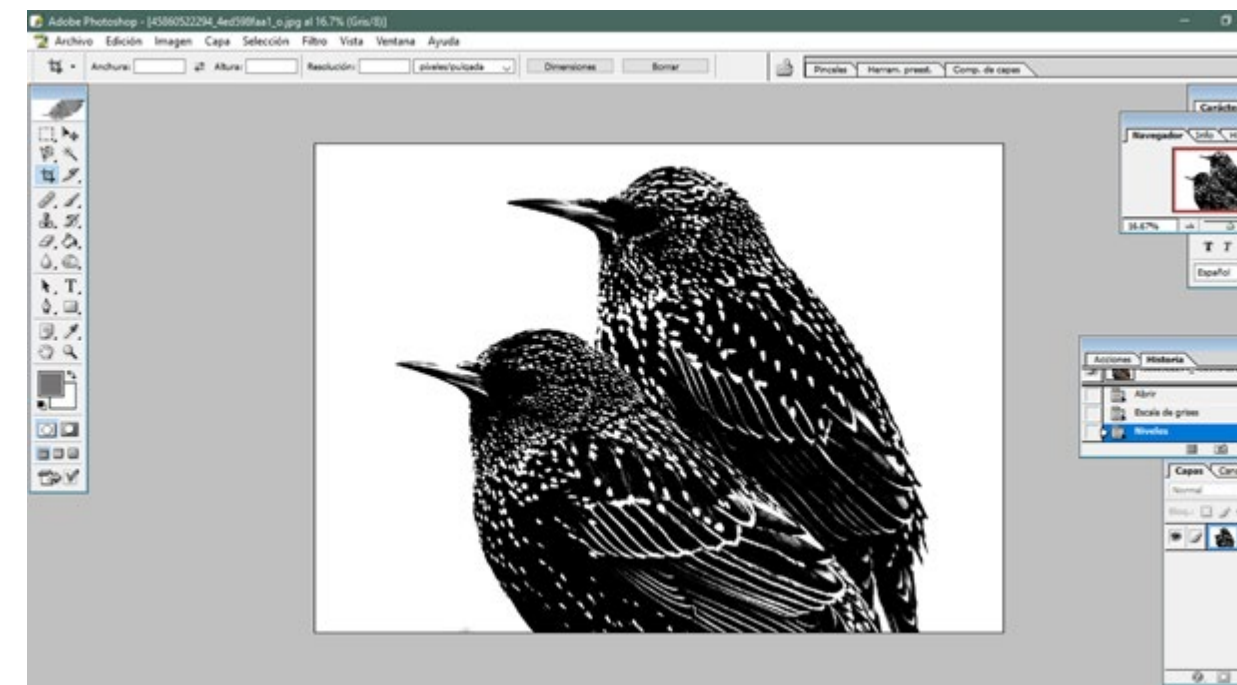 Adobe Photoshop - [45860522294_4ed598faa1_o.jpg al 16.7% (Gris/8)]
Archivo Edición Imagen Capa Selección Filtro Vista Ventana Ayuda
Anchura: Altura: Resolución: píxeles/pulgada Dimensiones Borrar Pinceles Herram. preest. Comp. de capas
Navegador Info
16.67%
T T
Español
Acciones Historia
Abrir
Escala de grises
Niveles
Capas
Normal
Bloq.: